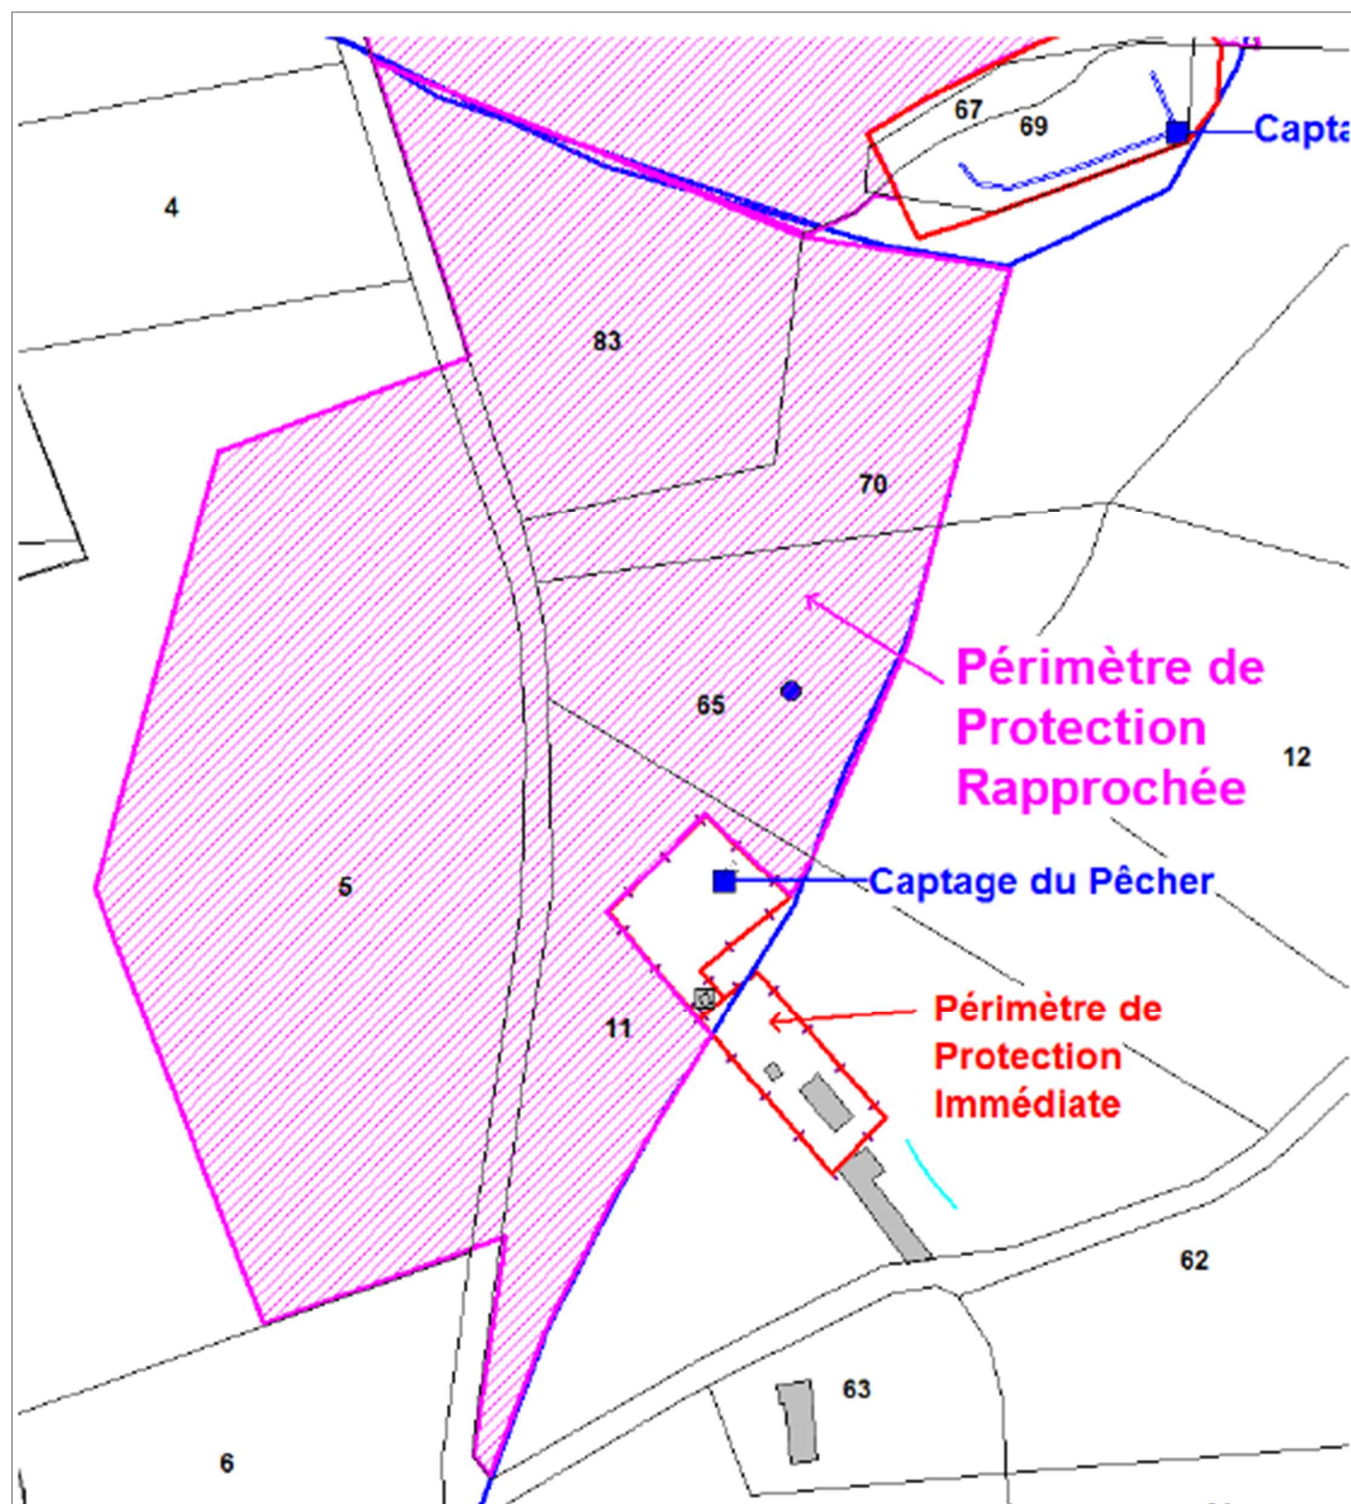 67
69
Capta
4
83
70
Périmètre de
Protection
Rapprochée
65
12
5
Captage du Pêcher
11
Périmètre de
Protection
Immédiate
62
63
6